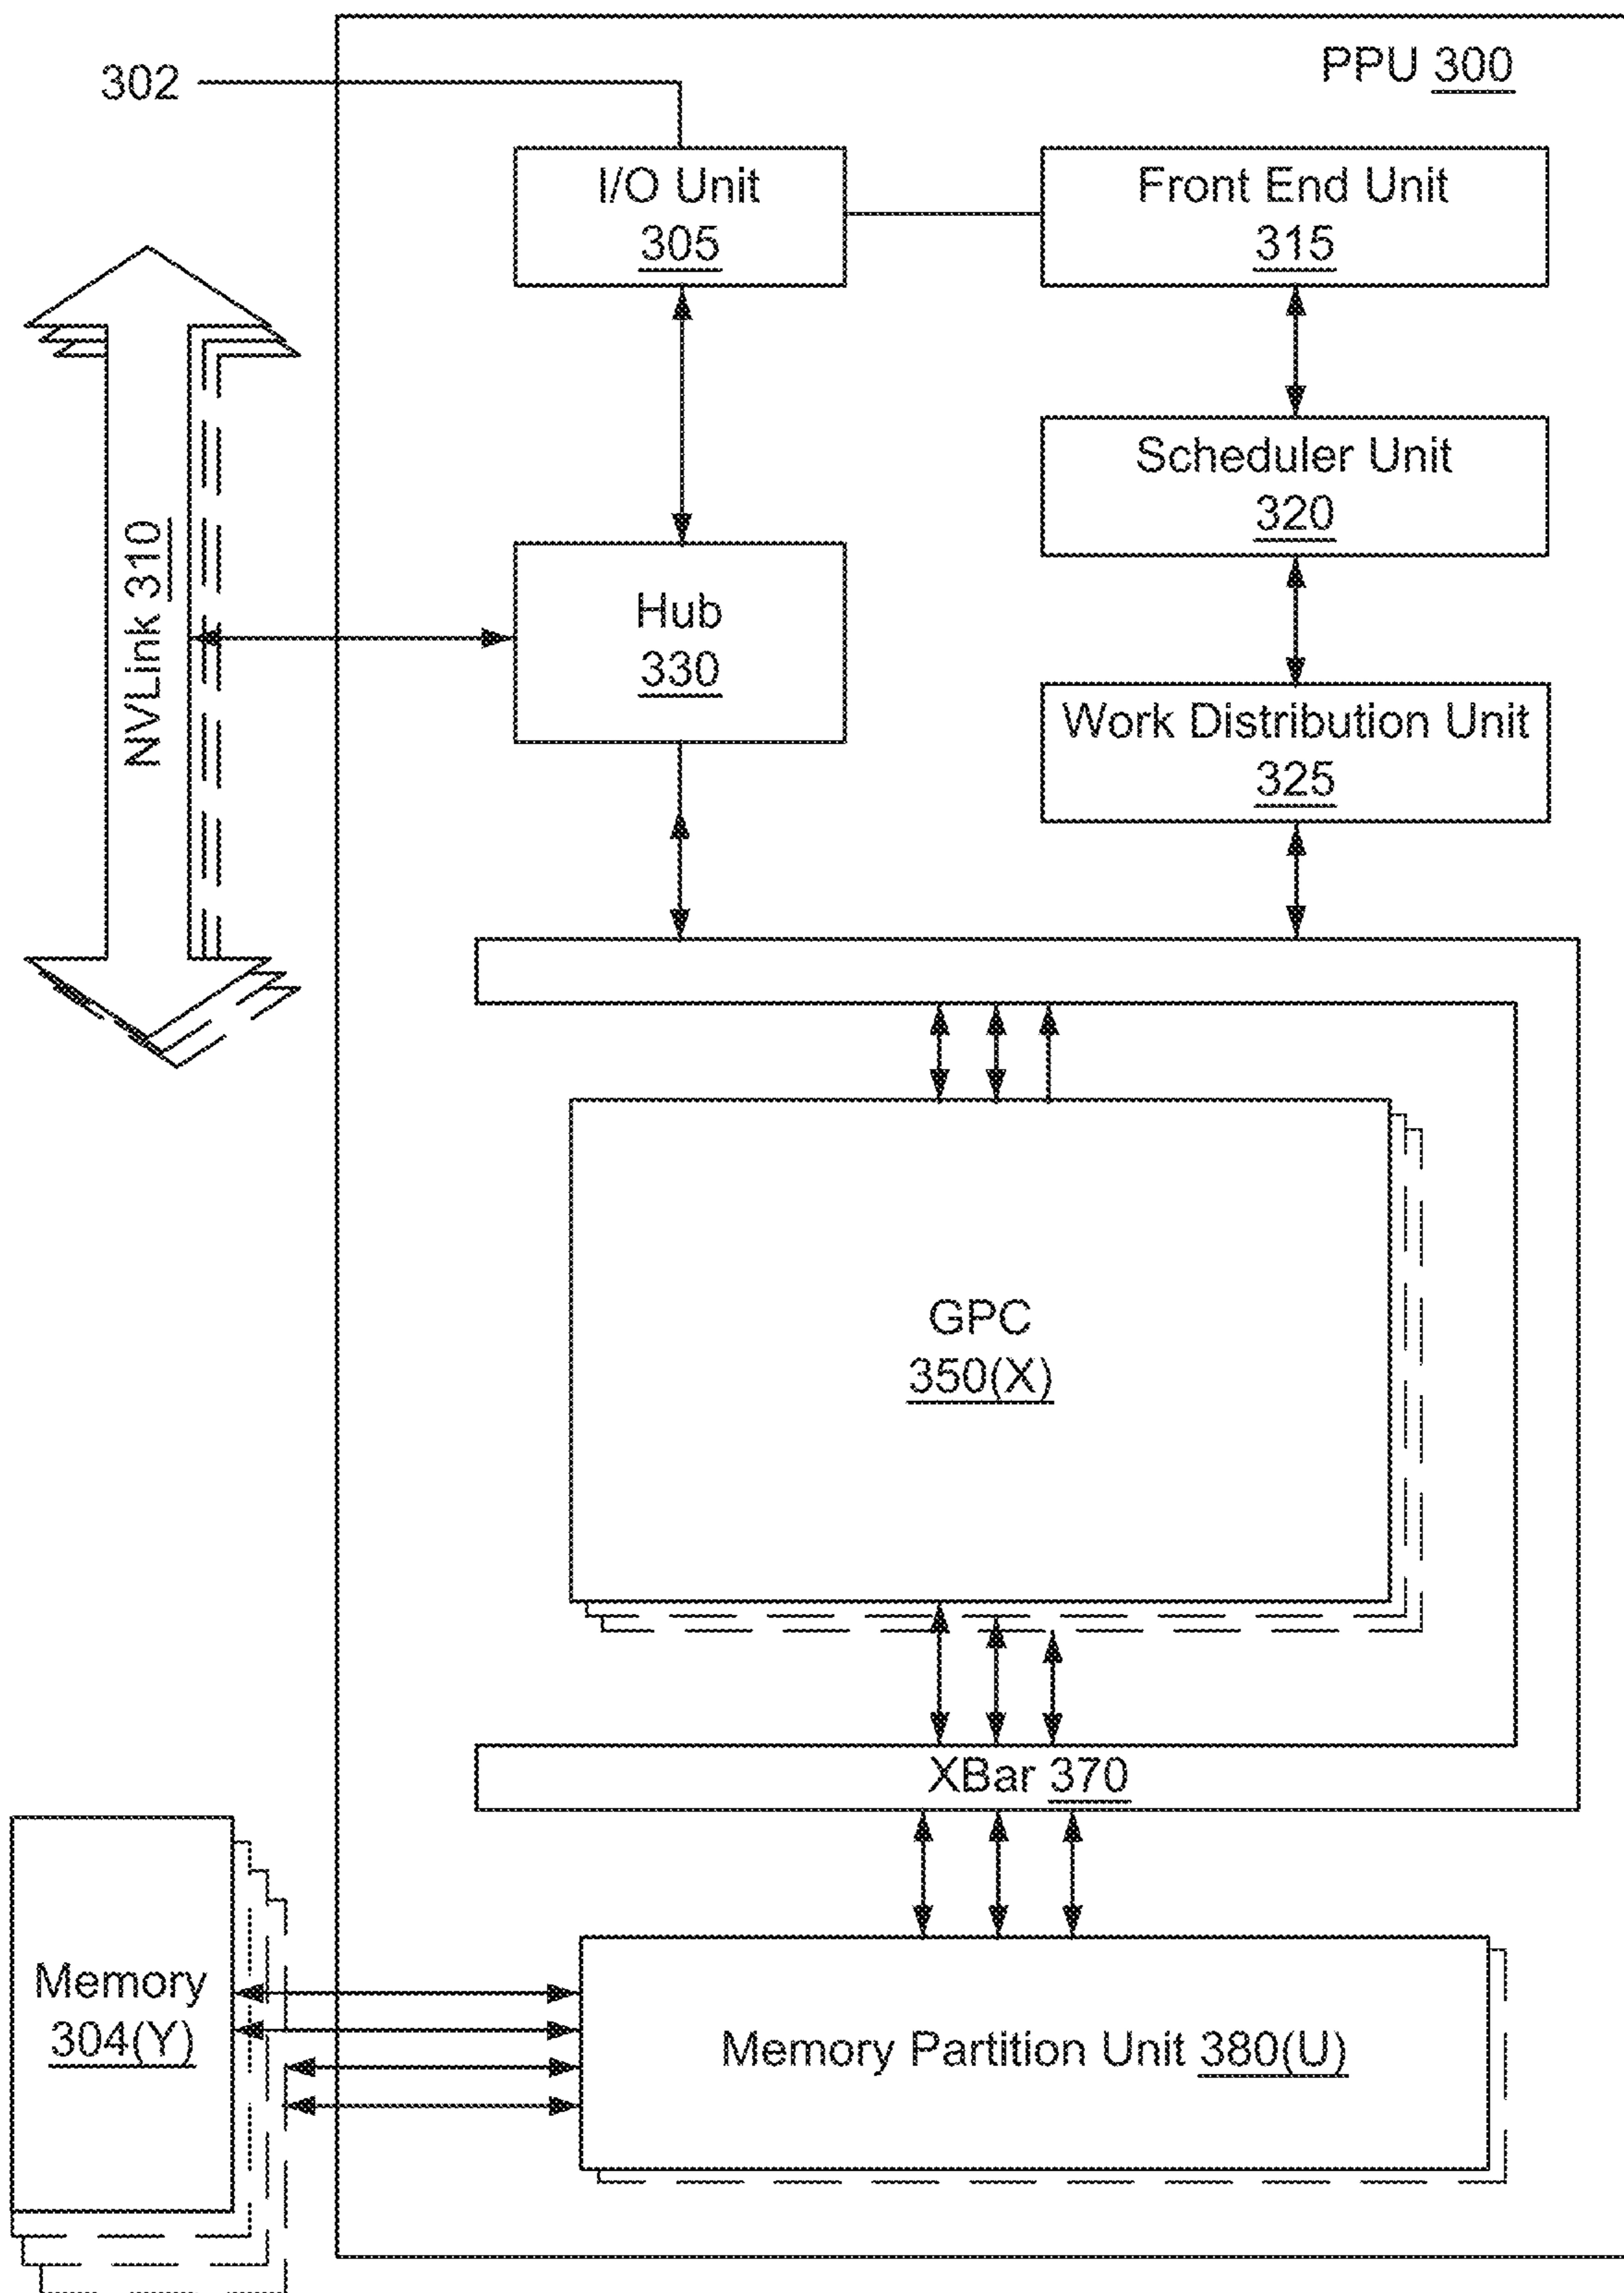 PPU 300
302
I/O Unit
305
Front End Unit
315
Scheduler Unit
320
NVLink 310
Hub
330
Work Distribution Unit
325
GPC
350(X)
XBar 370
Memory
304(Y)
Memory Partition Unit 380(U)